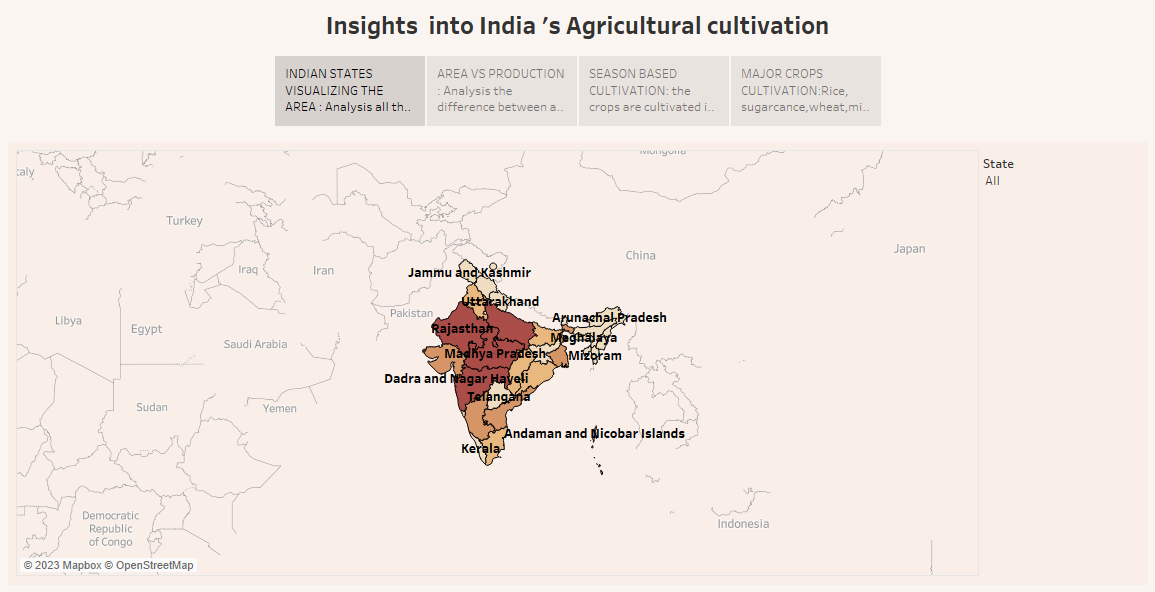 Insights  into India ’s Agricultural cultivation
INDIAN STATES
VISUALIZING THE
AREA : Analysis all th..
AREA VS PRODUCTION
: Analysis the
difference between a..
SEASON BASED
CULTIVATION: the
crops are cultivated i..
MAJOR CROPS
CULTIVATION:Rice,
sugarcance,wheat,mi..
State
All
Mongolia
taly
Turkey
Japan
China
Iraq
Iran
Jammu and Kashmir
Uttarakhand
Pakistan
Arunachal Pradesh
Libya
Egypt
Rajasthan
Meghalaya
Saudi Arabia
Madhya Pradesh
Mizoram
Dadra and Nagar Haveli
Telangana
Sudan
Yemen
Andaman and Nicobar Islands
Kerala
Democratic
Republic
of Congo
Indonesia
© 2023 Mapbox © OpenStreetMap